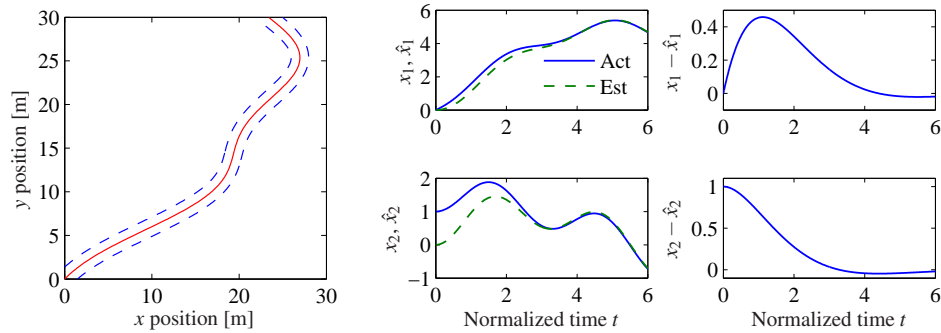 30
25
20
15
10
5
0
y position [m]
0 10 20 30
x position [m]
6
4
2
0
x₁, x̂₁
Act
Est
0 2 4 6
0.4
0.2
0
x₁ − x̂₁
0 2 4 6
2
1
0
−1
x₂, x̂₂
0 2 4 6
Normalized time t
1
0.5
0
x₂ − x̂₂
0 2 4 6
Normalized time t